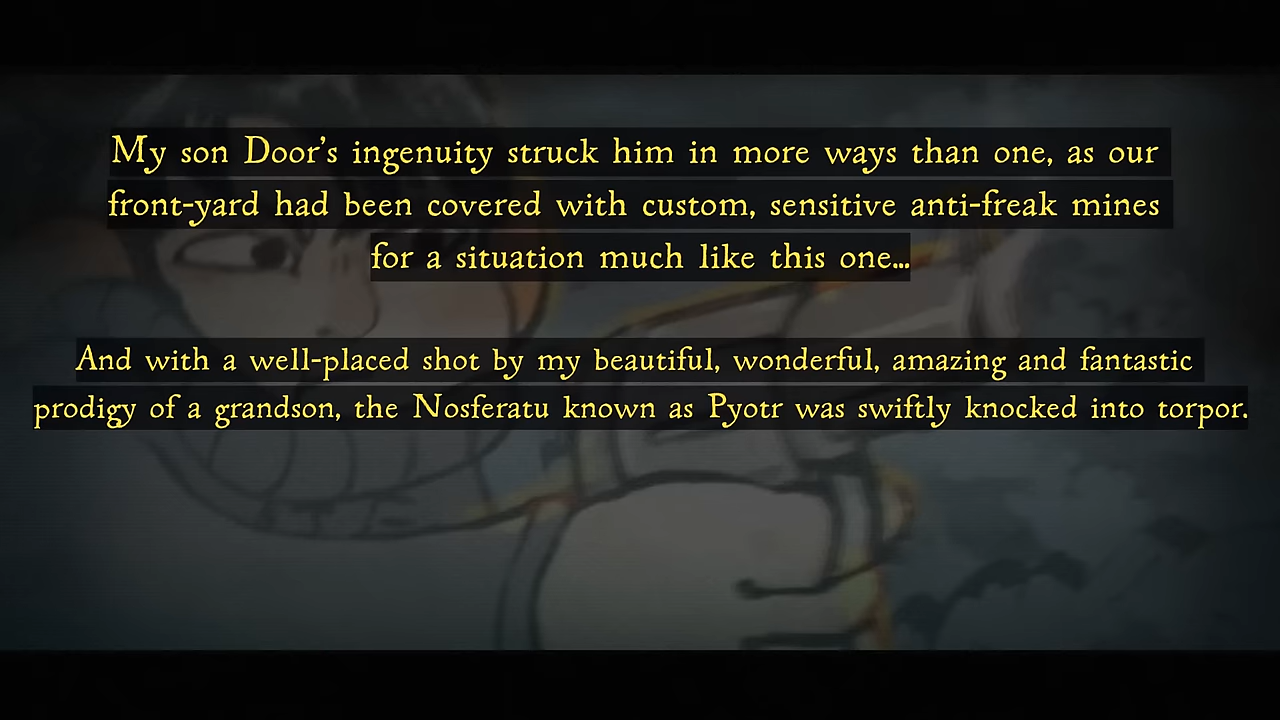 My son Door's ingenuity struck him in more ways than one, as our
front-yard had been covered with custom, sensitive anti-freak mines
for a situation much like this one...
And with a well-placed shot by my beautiful, wonderful, amazing and fantastic
prodigy of a grandson, the Nosferatu known as Pyotr was swiftly knocked into torpor.